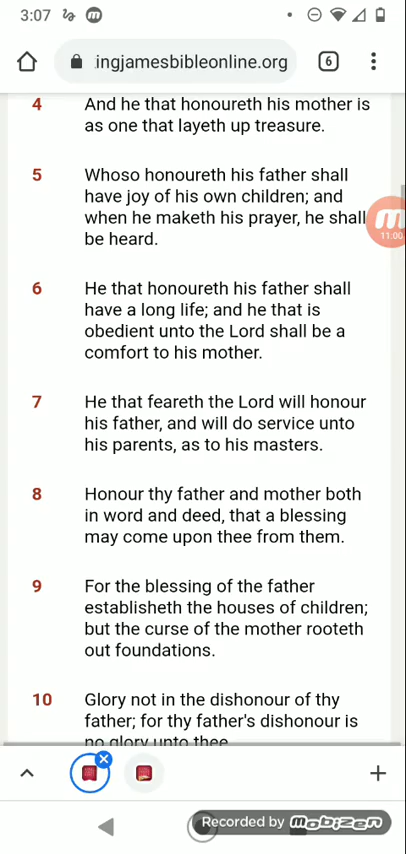 3:07
ingjamesbibleonline.org
6
4 And he that honoureth his mother is
as one that layeth up treasure.
5 Whoso honoureth his father shall
have joy of his own children; and
when he maketh his prayer, he shall
be heard.
11:00
6 He that honoureth his father shall
have a long life; and he that is
obedient unto the Lord shall be a
comfort to his mother.
7 He that feareth the Lord will honour
his father, and will do service unto
his parents, as to his masters.
8 Honour thy father and mother both
in word and deed, that a blessing
may come upon thee from them.
9 For the blessing of the father
establisheth the houses of children;
but the curse of the mother rooteth
out foundations.
10 Glory not in the dishonour of thy
father; for thy father's dishonour is
no glory unto thee
Recorded by mobizen